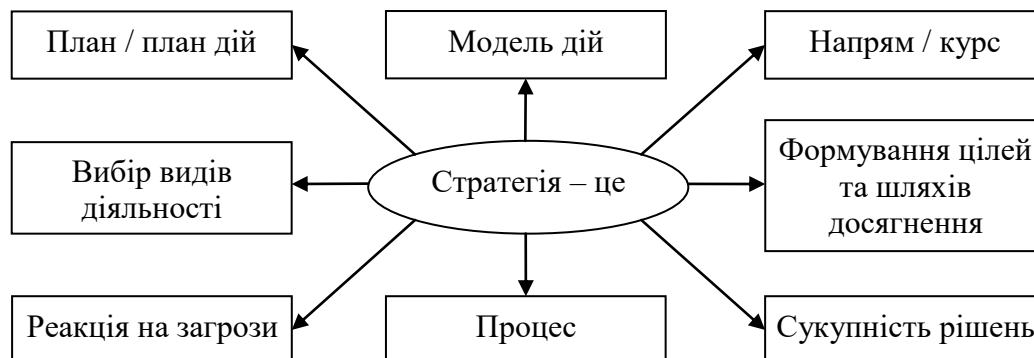 План / план дій
Модель дій
Напрям / курс
Вибір видів
діяльності
Стратегія – це
Формування цілей
та шляхів
досягнення
Реакція на загрози
Процес
Сукупність рішень